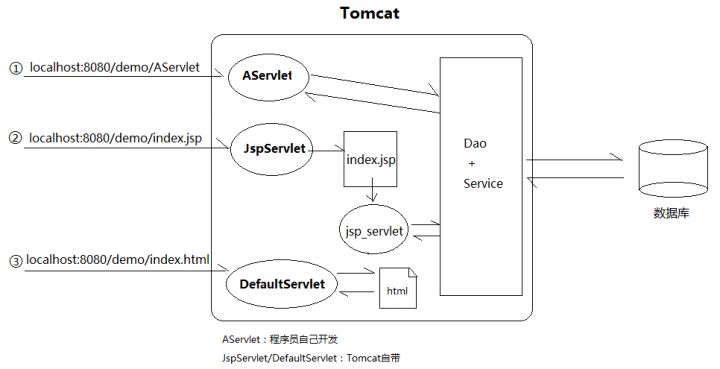 Tomcat
① localhost:8080/demo/AServlet
AServlet
② localhost:8080/demo/index.jsp
JspServlet
index.jsp
Dao
+
Service
jsp_servlet
数据库
③ localhost:8080/demo/index.html
DefaultServlet
html
AServlet：程序员自己开发
JspServlet/DefaultServlet：Tomcat自带